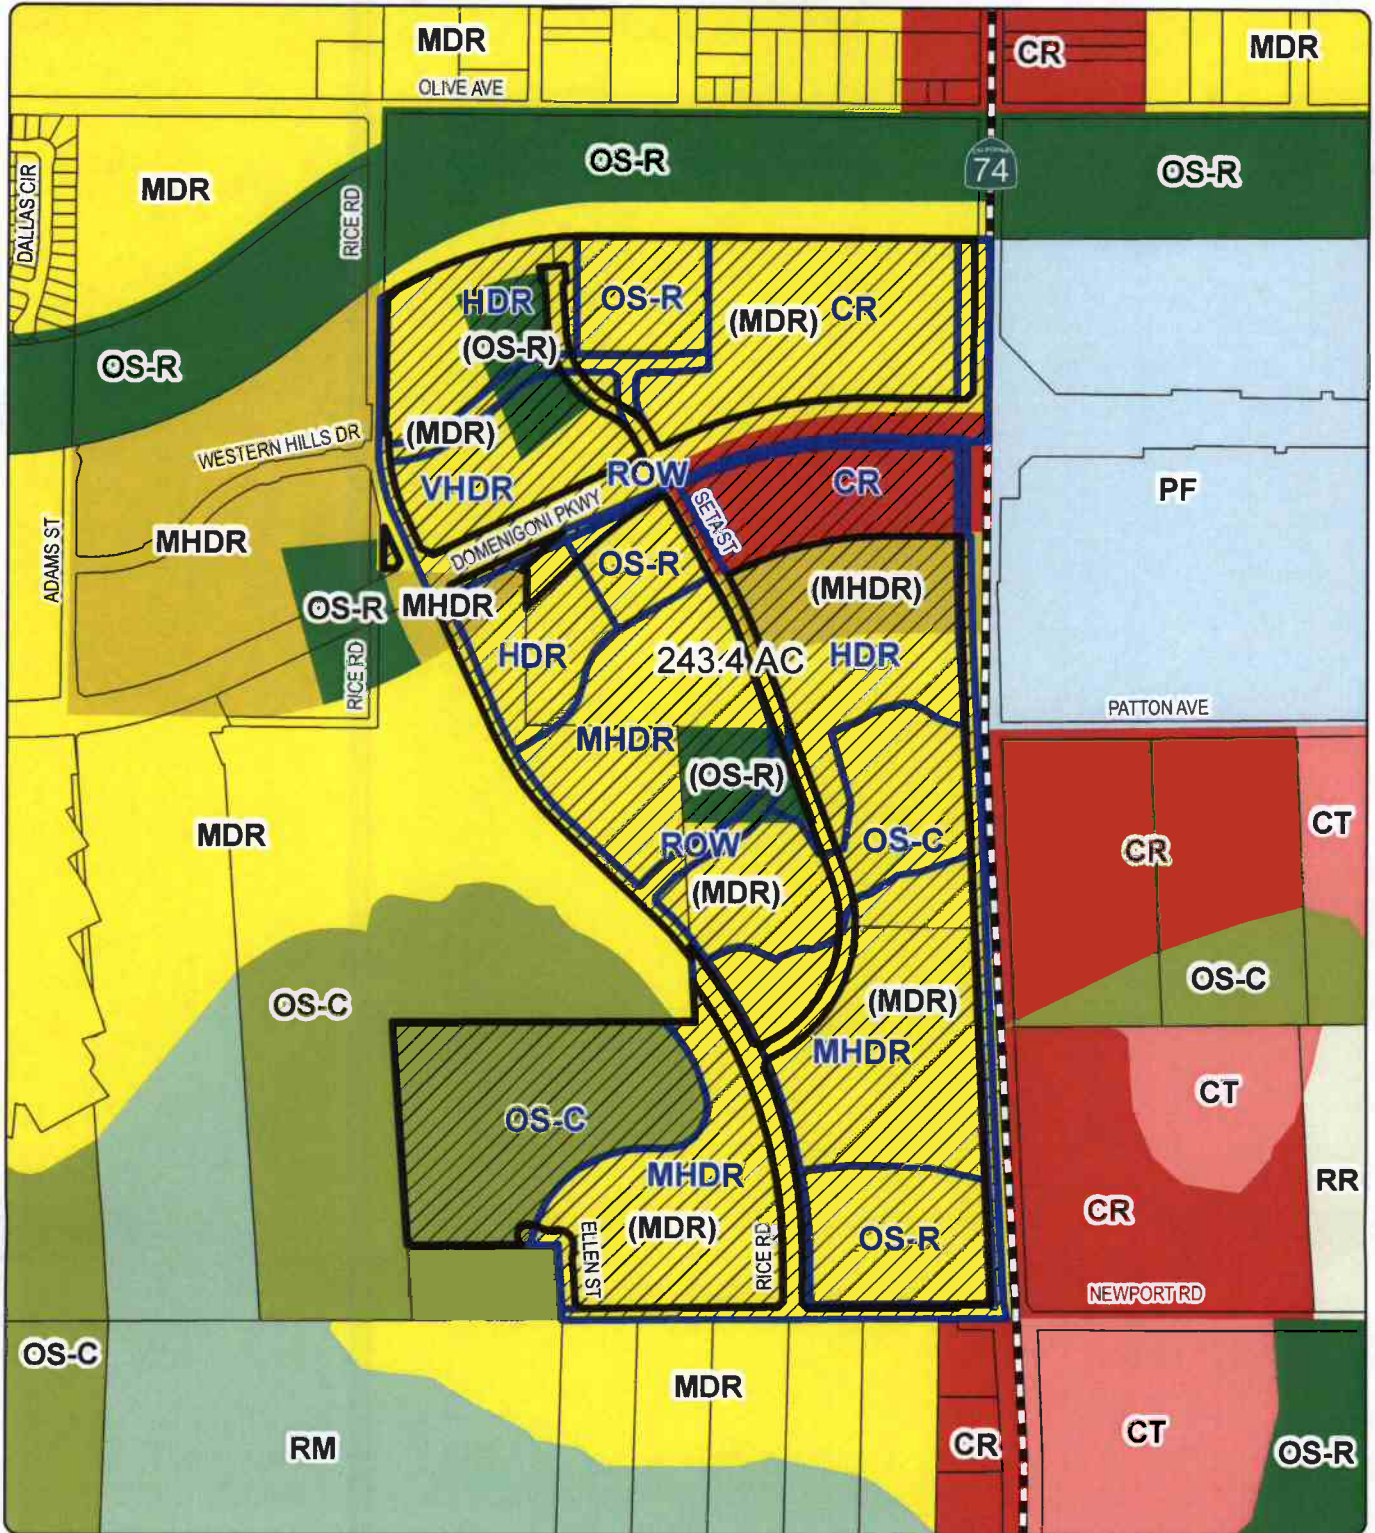 MDR
CR
MDR
OLIVE AVE
OS-R
CALIFORNIA
74
OS-R
DALLAS CIR
MDR
RICE RD
HDR
OS-R
(MDR) CR
(OS-R)
OS-R
(MDR)
WESTERN HILLS DR
VHDR
ROW
CR
PF
SETA ST
DOMENIGONI PKWY
MHDR
ADAMS ST
OS-R
(MHDR)
OS-R
MHDR
HDR
243.4 AC
HDR
RICE RD
PATTON AVE
MHDR
(OS-R)
MDR
ROW
OS-C
CR
CT
(MDR)
OS-C
OS-C
(MDR)
MHDR
CT
OS-C
MHDR
RR
CR
(MDR)
ELLEN ST
RICE RD
OS-R
NEWPORT RD
OS-C
MDR
RM
CR
CT
OS-R